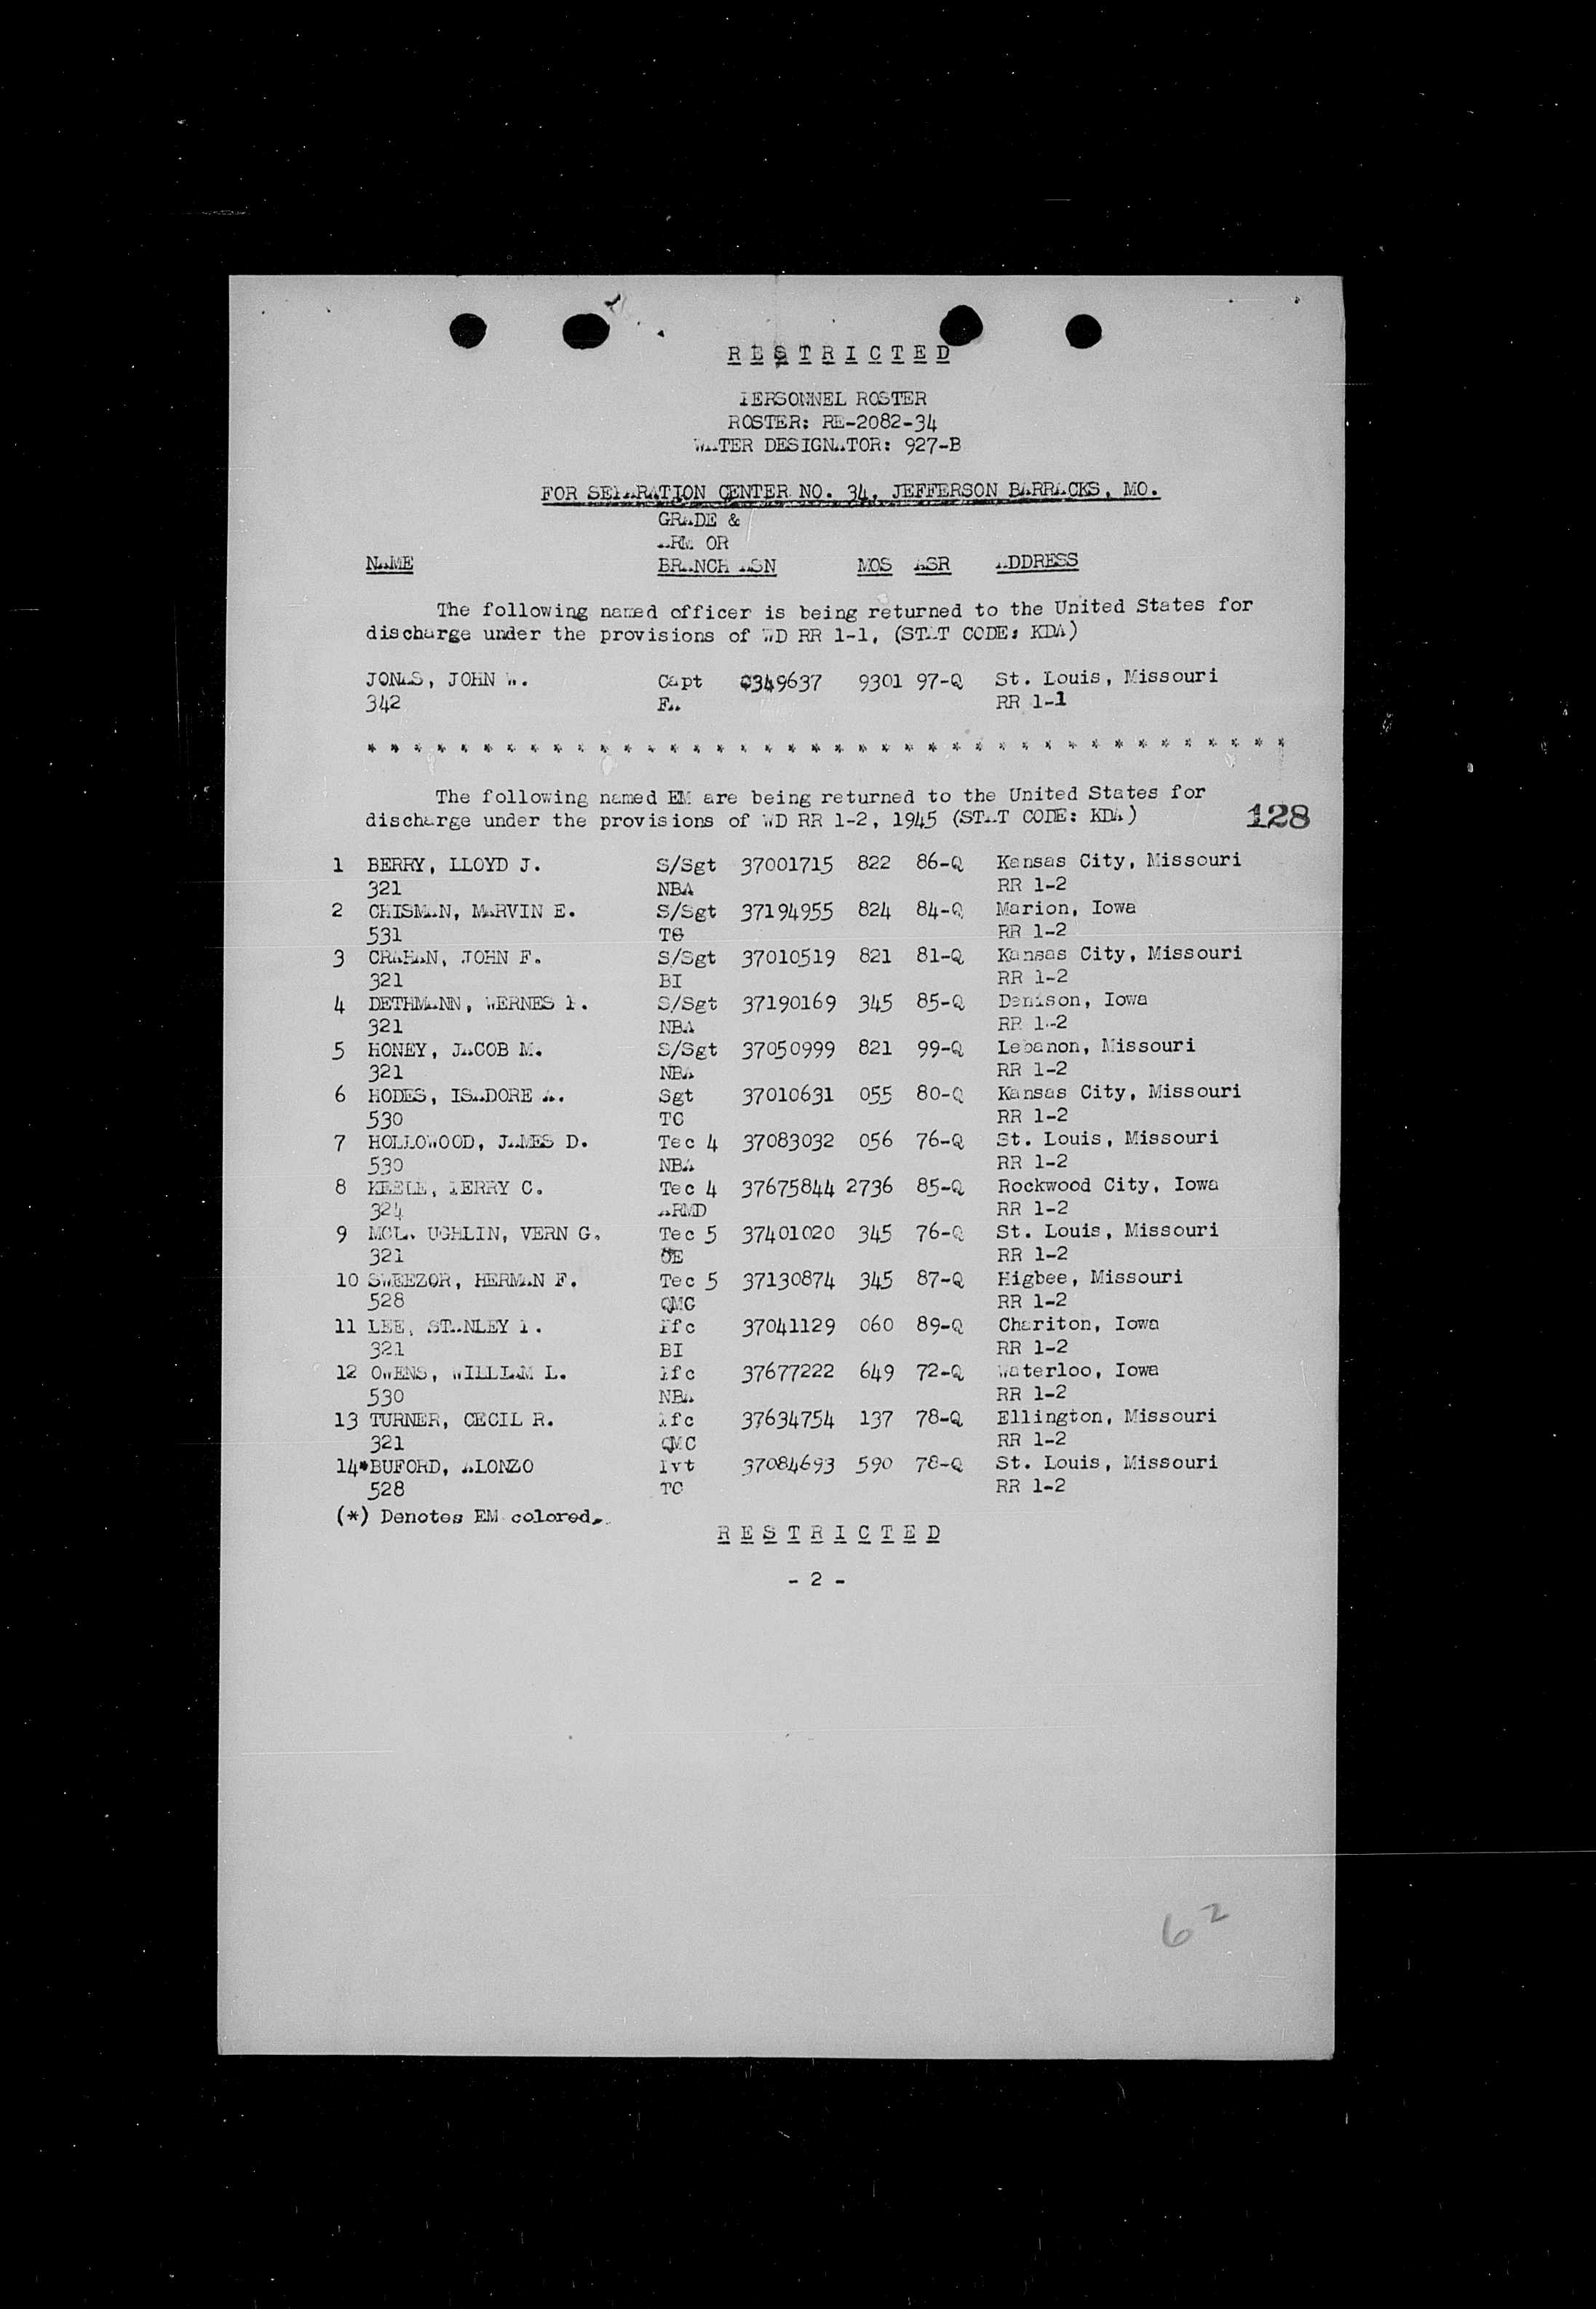 RESTRICTED
PERSONNEL ROSTER
ROSTER: RE-2082-34
WATER DESIGNATOR: 927-B
FOR SEPARATION CENTER NO. 34, JEFFERSON BARRACKS, MO.
GRADE &
ARM OR
NAME BRANCH ASN MOS ASR ADDRESS
The following named officer is being returned to the United States for
discharge under the provisions of WD RR 1-1, (STAT CODE: KDA)
JONES, JOHN W. Capt 0349637 9301 97-Q St. Louis, Missouri
342 FA RR 1-1
* * * * * * * * * * * * * * * * * * * * * * * * * * * * * * * * * * * * * * * *
The following named EM are being returned to the United States for
discharge under the provisions of WD RR 1-2, 1945 (STAT CODE: KDA) 128
1 BERRY, LLOYD J. S/Sgt 37001715 822 86-Q Kansas City, Missouri
321 NBA RR 1-2
2 CHISMAN, MARVIN E. S/Sgt 37194955 824 84-Q Marion, Iowa
531 TC RR 1-2
3 CRAHAN, JOHN F. S/Sgt 37010519 821 81-Q Kansas City, Missouri
321 BI RR 1-2
4 DETHMANN, WERNES P. S/Sgt 37190169 345 85-Q Denison, Iowa
321 NBA RR 1-2
5 HONEY, JACOB M. S/Sgt 37050999 821 99-Q Lebanon, Missouri
321 NBA RR 1-2
6 HODES, ISADORE A. Sgt 37010631 055 80-Q Kansas City, Missouri
530 TC RR 1-2
7 HOLLOWOOD, JAMES D. Tec 4 37083032 056 76-Q St. Louis, Missouri
530 NBA RR 1-2
8 KEELE, PERRY C. Tec 4 37675844 2736 85-Q Rockwood City, Iowa
324 ARMD RR 1-2
9 MCLAUGHLIN, VERN G. Tec 5 37401020 345 76-Q St. Louis, Missouri
321 CE RR 1-2
10 SWEEZOR, HERMAN F. Tec 5 37130874 345 87-Q Higbee, Missouri
528 QMC RR 1-2
11 LEE, STANLEY P. Pfc 37041129 060 89-Q Chariton, Iowa
321 BI RR 1-2
12 OWENS, WILLIAM L. Pfc 37677222 649 72-Q Waterloo, Iowa
530 NBA RR 1-2
13 TURNER, CECIL R. Pfc 37634754 137 78-Q Ellington, Missouri
321 QMC RR 1-2
14*BUFORD, ALONZO Pvt 37084693 590 78-Q St. Louis, Missouri
528 TC RR 1-2
(*) Denotes EM colored.
RESTRICTED
- 2 -
62